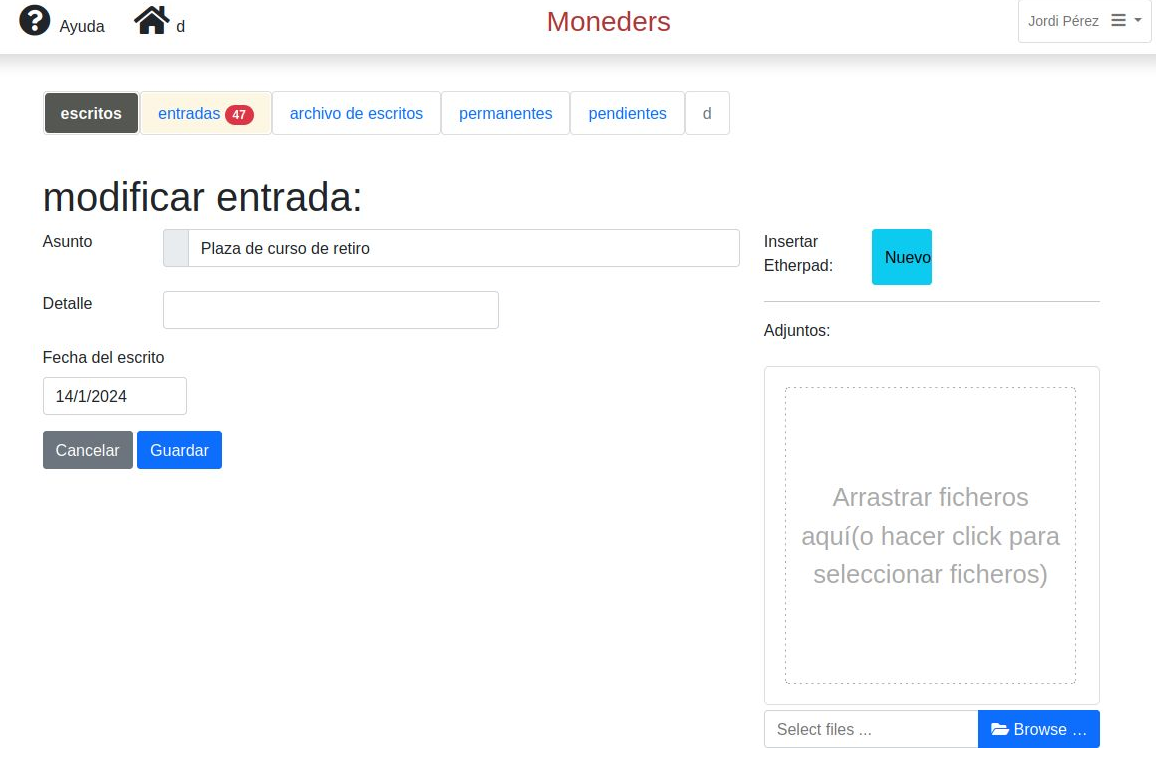 Ayuda
d
Moneders
Jordi Pérez
escritos
entradas 47
archivo de escritos
permanentes
pendientes
d
modificar entrada:
Asunto
Plaza de curso de retiro
Detalle
Fecha del escrito
14/1/2024
Cancelar
Guardar
Insertar
Etherpad:
Nuevo
Adjuntos:
Arrastrar ficheros
aquí(o hacer click para
seleccionar ficheros)
Select files ...
Browse …